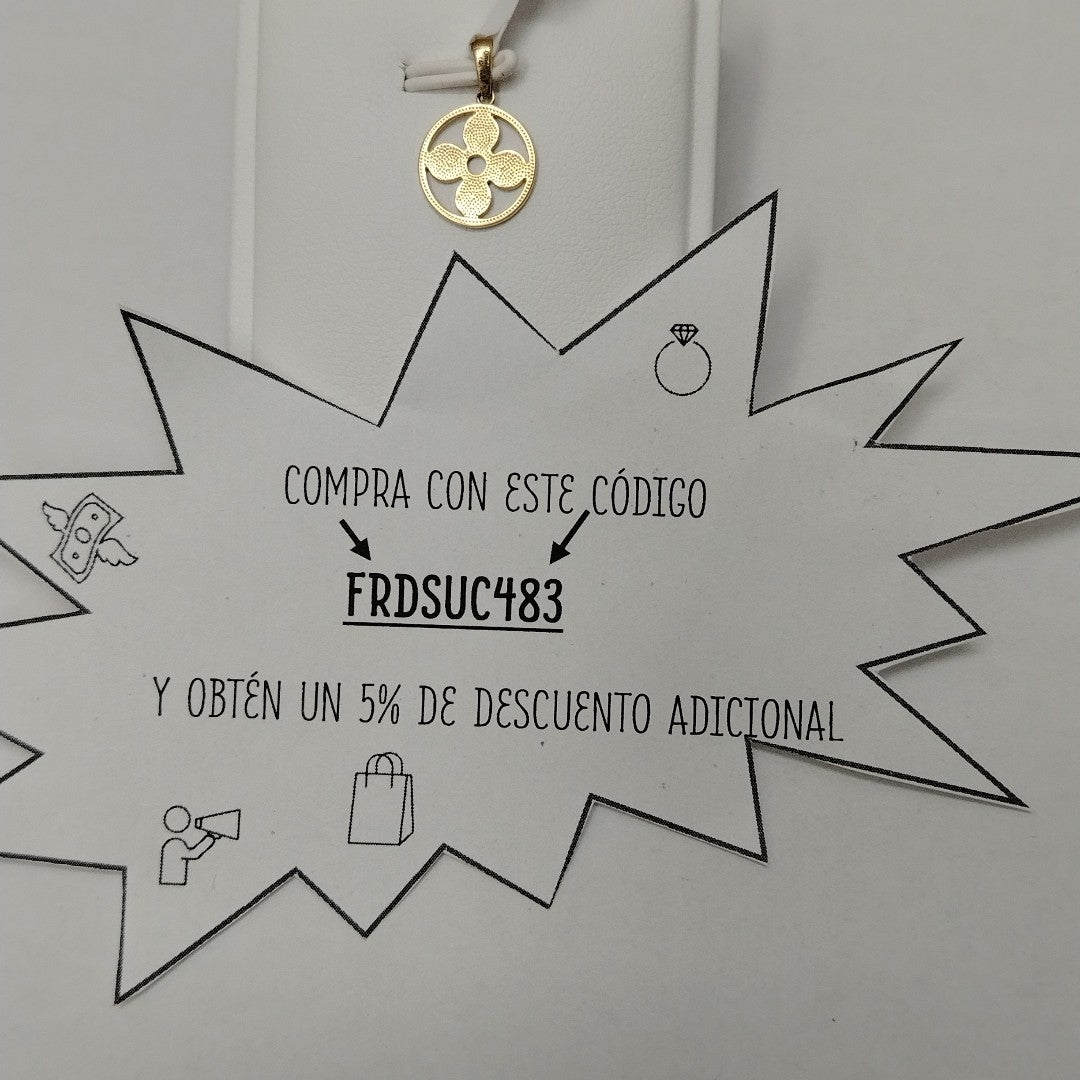 COMPRA CON ESTE CÓDIGO
FRDSUC483
Y OBTÉN UN 5% DE DESCUENTO ADICIONAL